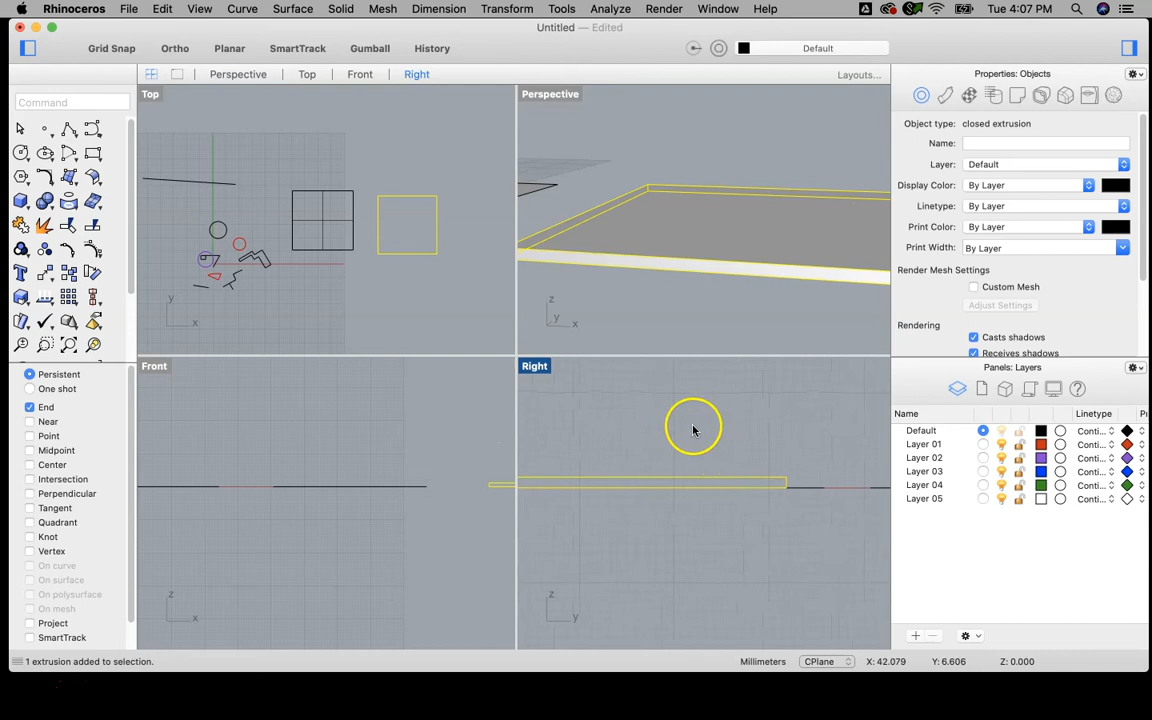 Rhinoceros File Edit View Curve Surface Solid Mesh Dimension Transform Tools Analyze Render Window Help Tue 4:07 PM
Untitled — Edited
Grid Snap Ortho Planar SmartTrack Gumball History Default
Perspective Top Front Right Layouts...
Properties: Objects
Command
Top
Perspective
Object type: closed extrusion
Name:
Layer: Default
Display Color: By Layer
Linetype: By Layer
Print Color: By Layer
Print Width: By Layer
Render Mesh Settings
Custom Mesh
Adjust Settings
Rendering
Casts shadows
Receives shadows
y
x
z
y
x
Front
Right
Persistent
One shot
End
Near
Point
Midpoint
Center
Intersection
Perpendicular
Tangent
Quadrant
Knot
Vertex
On curve
On surface
On polysurface
On mesh
Project
SmartTrack
z
x
z
y
Panels: Layers
Name Linetype Pr
Default Conti...
Layer 01 Conti...
Layer 02 Conti...
Layer 03 Conti...
Layer 04 Conti...
Layer 05 Conti...
1 extrusion added to selection. Millimeters CPlane X: 42.079 Y: 6.606 Z: 0.000